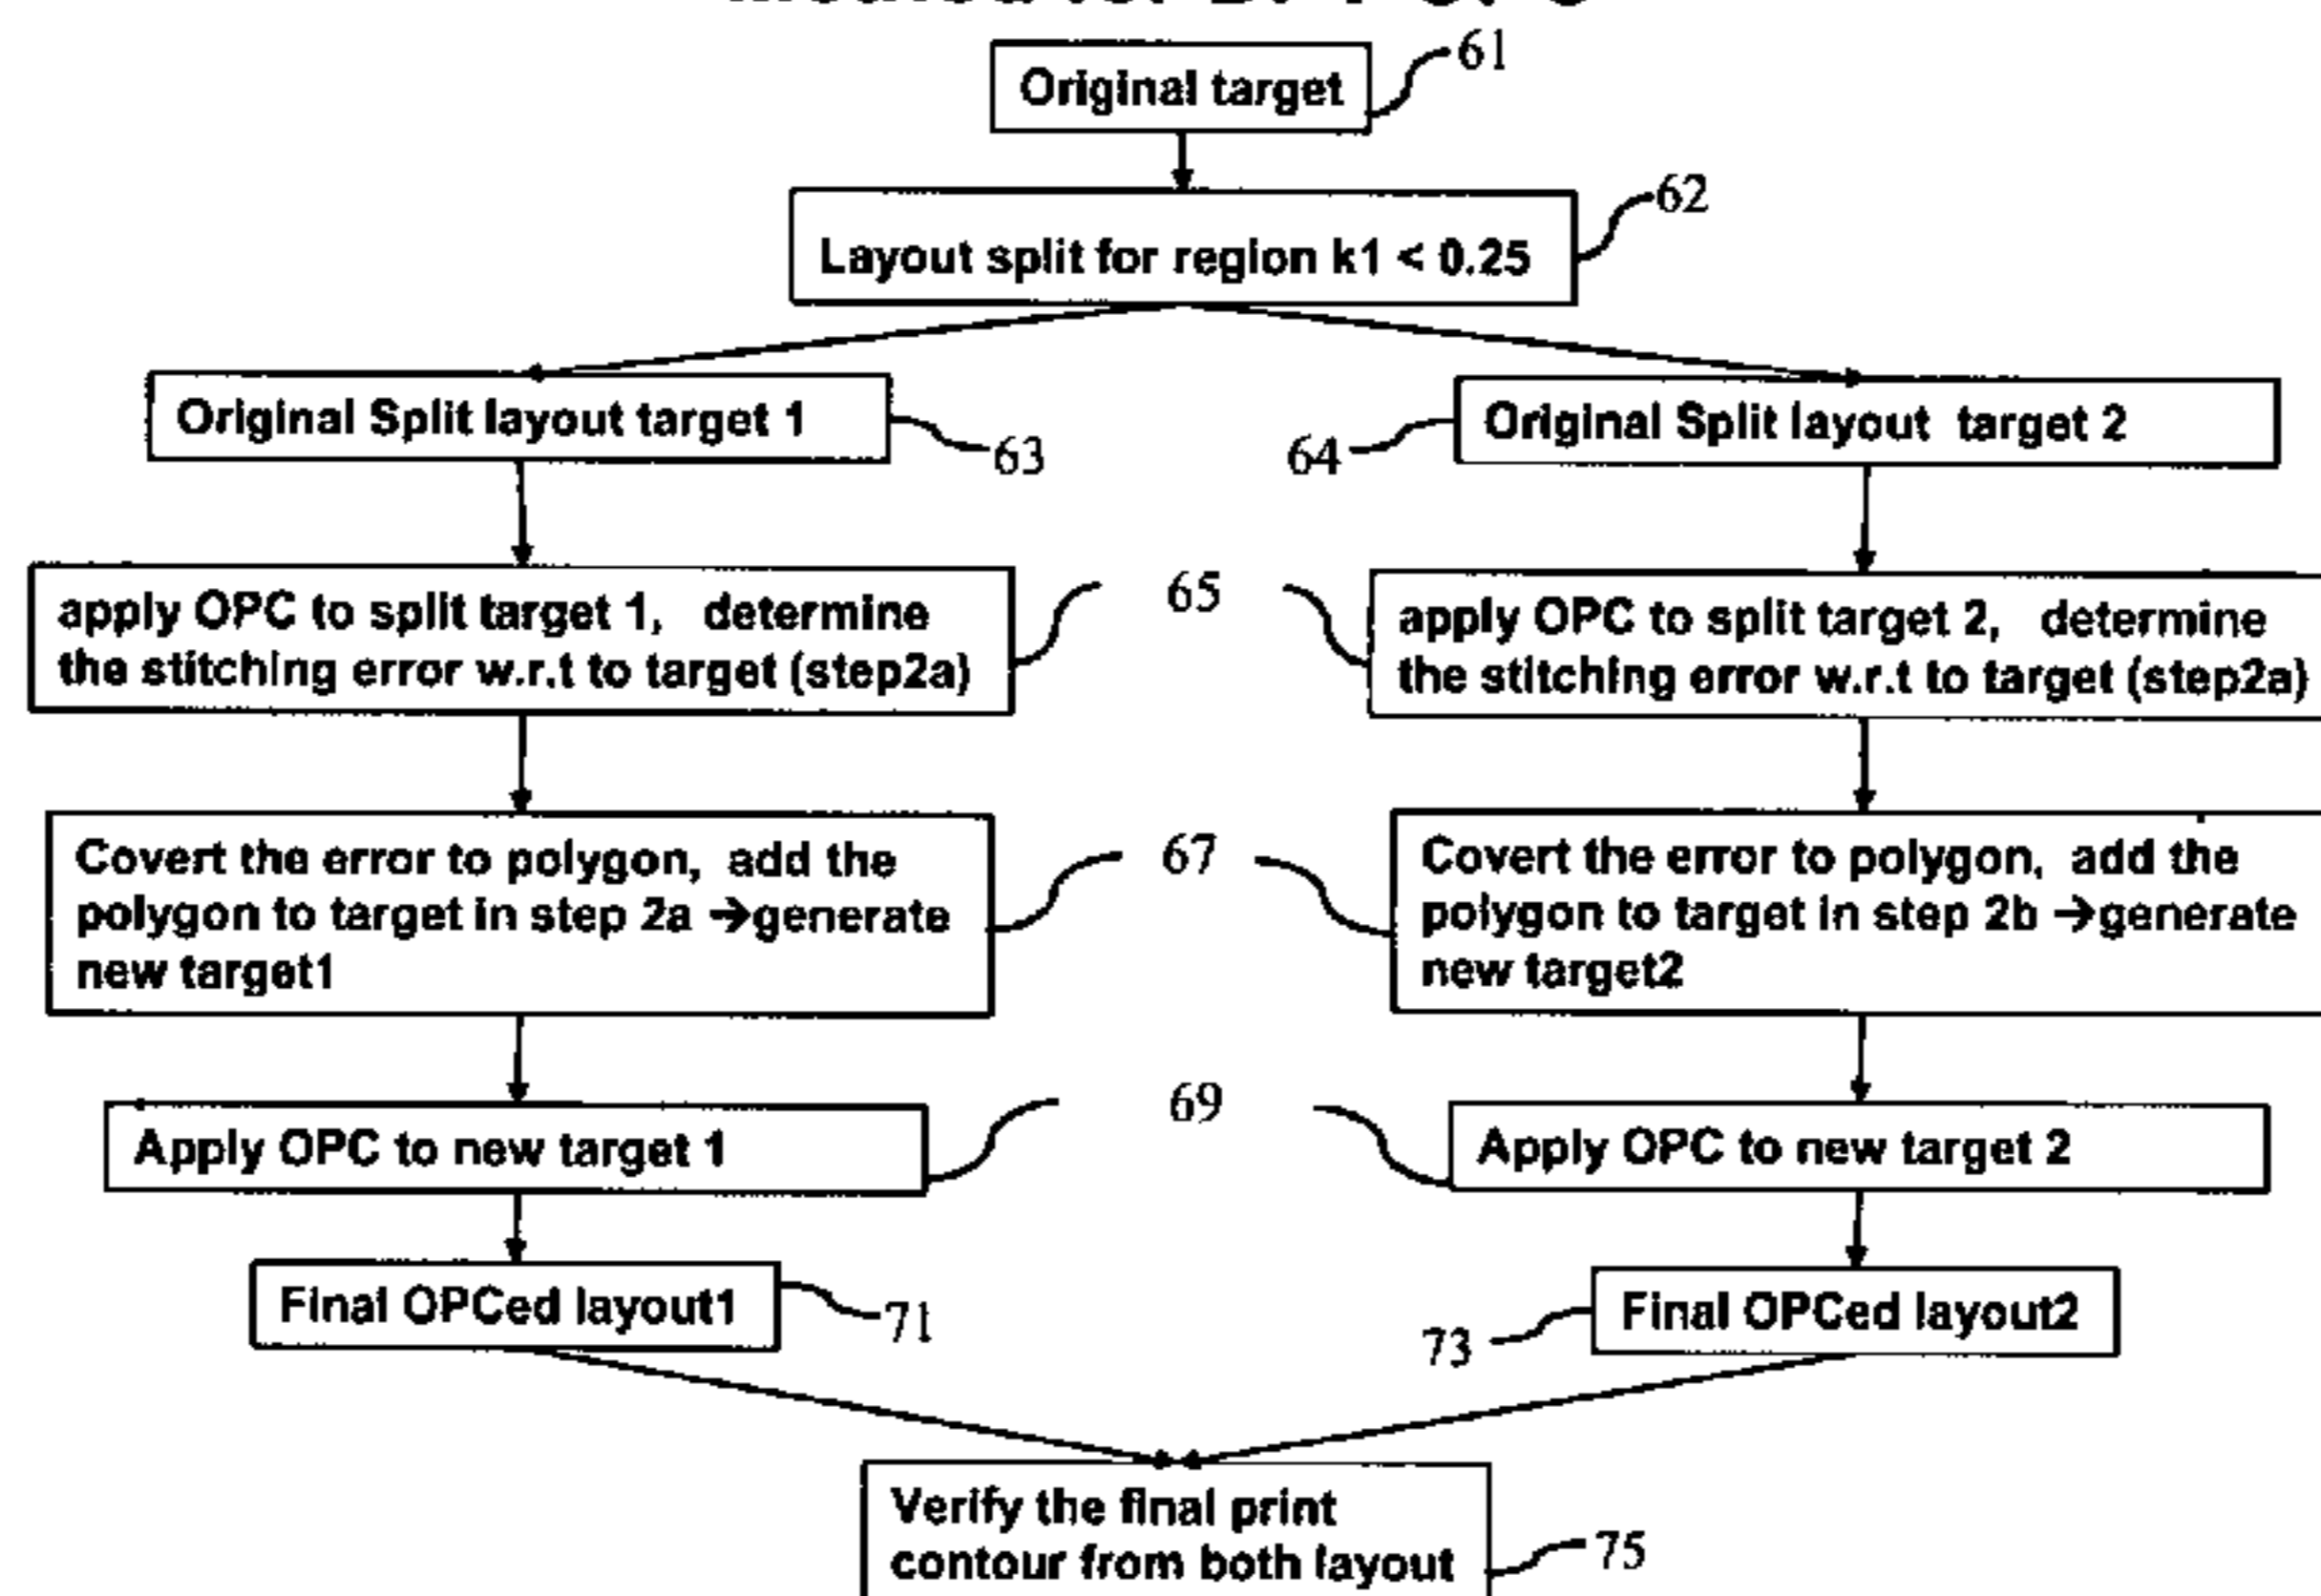 Original target
61
Layout split for region k1 < 0.25
62
Original Split layout target 1
63
64
Original Split layout target 2
apply OPC to split target 1, determine
the stitching error w.r.t to target (step2a)
65
apply OPC to split target 2, determine
the stitching error w.r.t to target (step2a)
Covert the error to polygon, add the
polygon to target in step 2a →generate
new target1
67
Covert the error to polygon, add the
polygon to target in step 2b →generate
new target2
Apply OPC to new target 1
69
Apply OPC to new target 2
Final OPCed layout1
71
73
Final OPCed layout2
Verify the final print
contour from both layout
75